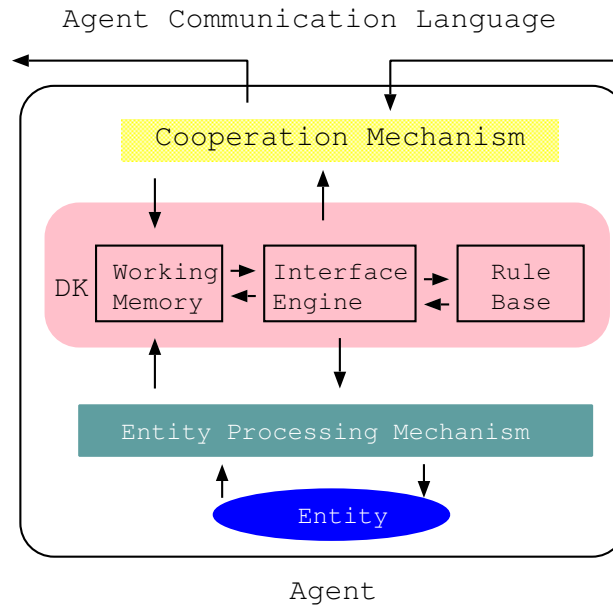 Agent Communication Language
Cooperation Mechanism
DK
Working
Memory
Interface
Engine
Rule
Base
Entity Processing Mechanism
Entity
Agent